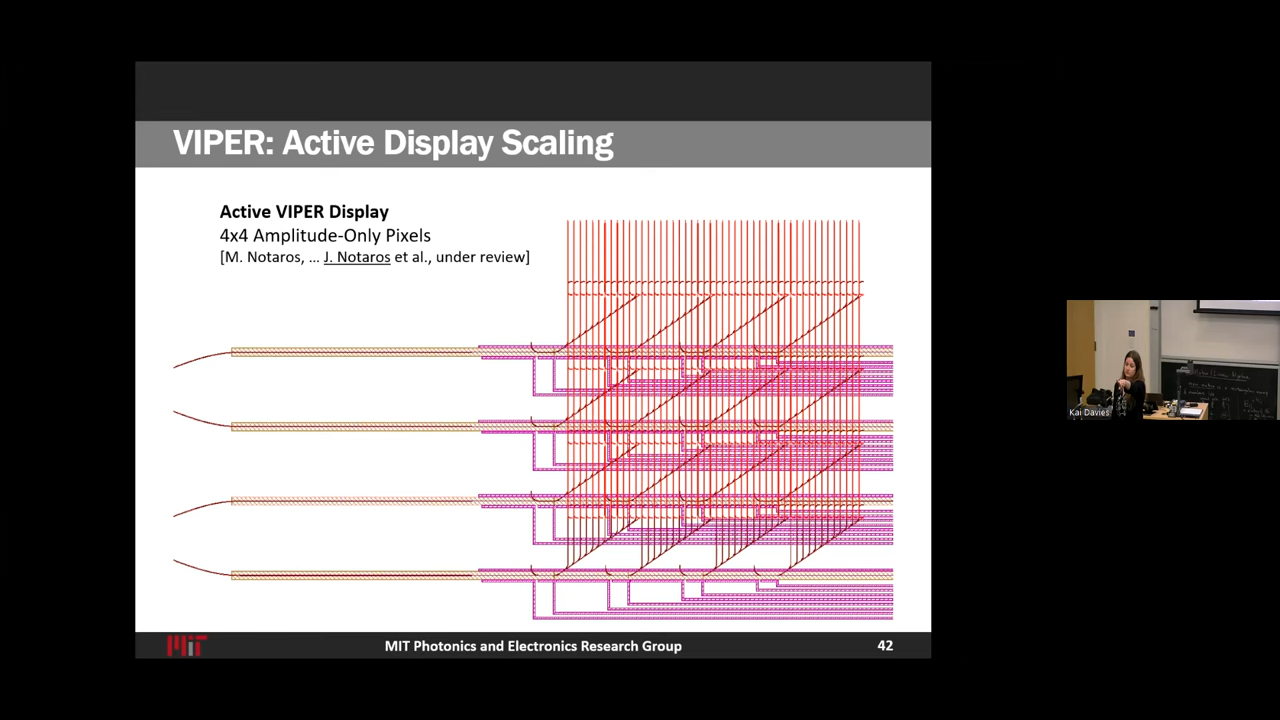 VIPER: Active Display Scaling
Active VIPER Display
4x4 Amplitude-Only Pixels
[M. Notaros, … J. Notaros et al., under review]
Kai Davies
MiT
MIT Photonics and Electronics Research Group
42